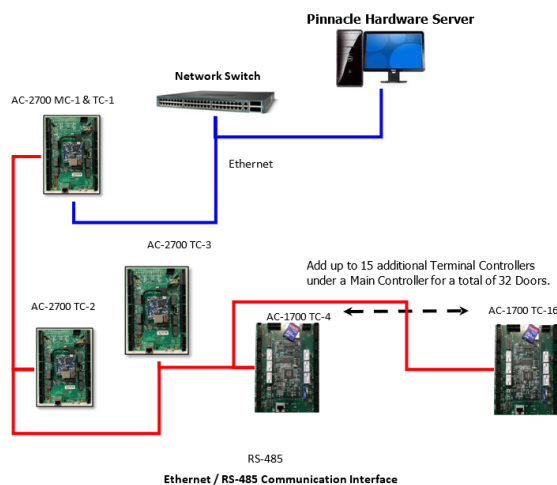 Pinnacle Hardware Server
Network Switch
AC-2700 MC-1 & TC-1
Ethernet
AC-2700 TC-3
Add up to 15 additional Terminal Controllers
under a Main Controller for a total of 32 Doors.
AC-2700 TC-2
AC-1700 TC-4
AC-1700 TC-16
RS-485
Ethernet / RS-485 Communication Interface